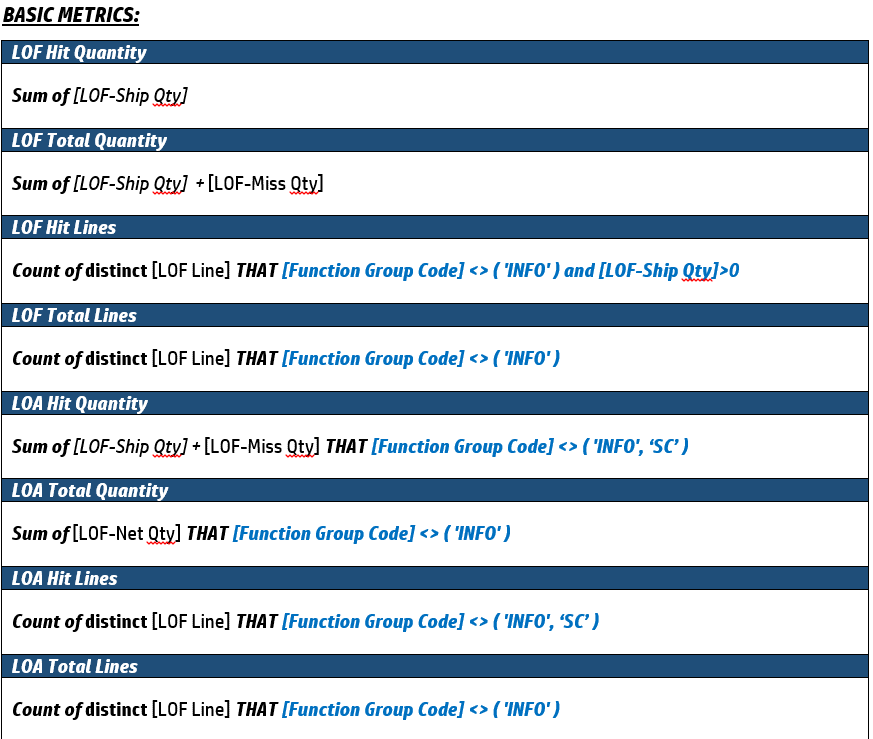 BASIC METRICS:
LOF Hit Quantity
Sum of [LOF-Ship Qty]
LOF Total Quantity
Sum of [LOF-Ship Qty] + [LOF-Miss Qty]
LOF Hit Lines
Count of distinct [LOF Line] THAT [Function Group Code] <> ( 'INFO' ) and [LOF-Ship Qty]>0
LOF Total Lines
Count of distinct [LOF Line] THAT [Function Group Code] <> ( 'INFO' )
LOA Hit Quantity
Sum of [LOF-Ship Qty] + [LOF-Miss Qty] THAT [Function Group Code] <> ( 'INFO', ‘SC’ )
LOA Total Quantity
Sum of [LOF-Net Qty] THAT [Function Group Code] <> ( 'INFO' )
LOA Hit Lines
Count of distinct [LOF Line] THAT [Function Group Code] <> ( 'INFO', ‘SC’ )
LOA Total Lines
Count of distinct [LOF Line] THAT [Function Group Code] <> ( 'INFO' )